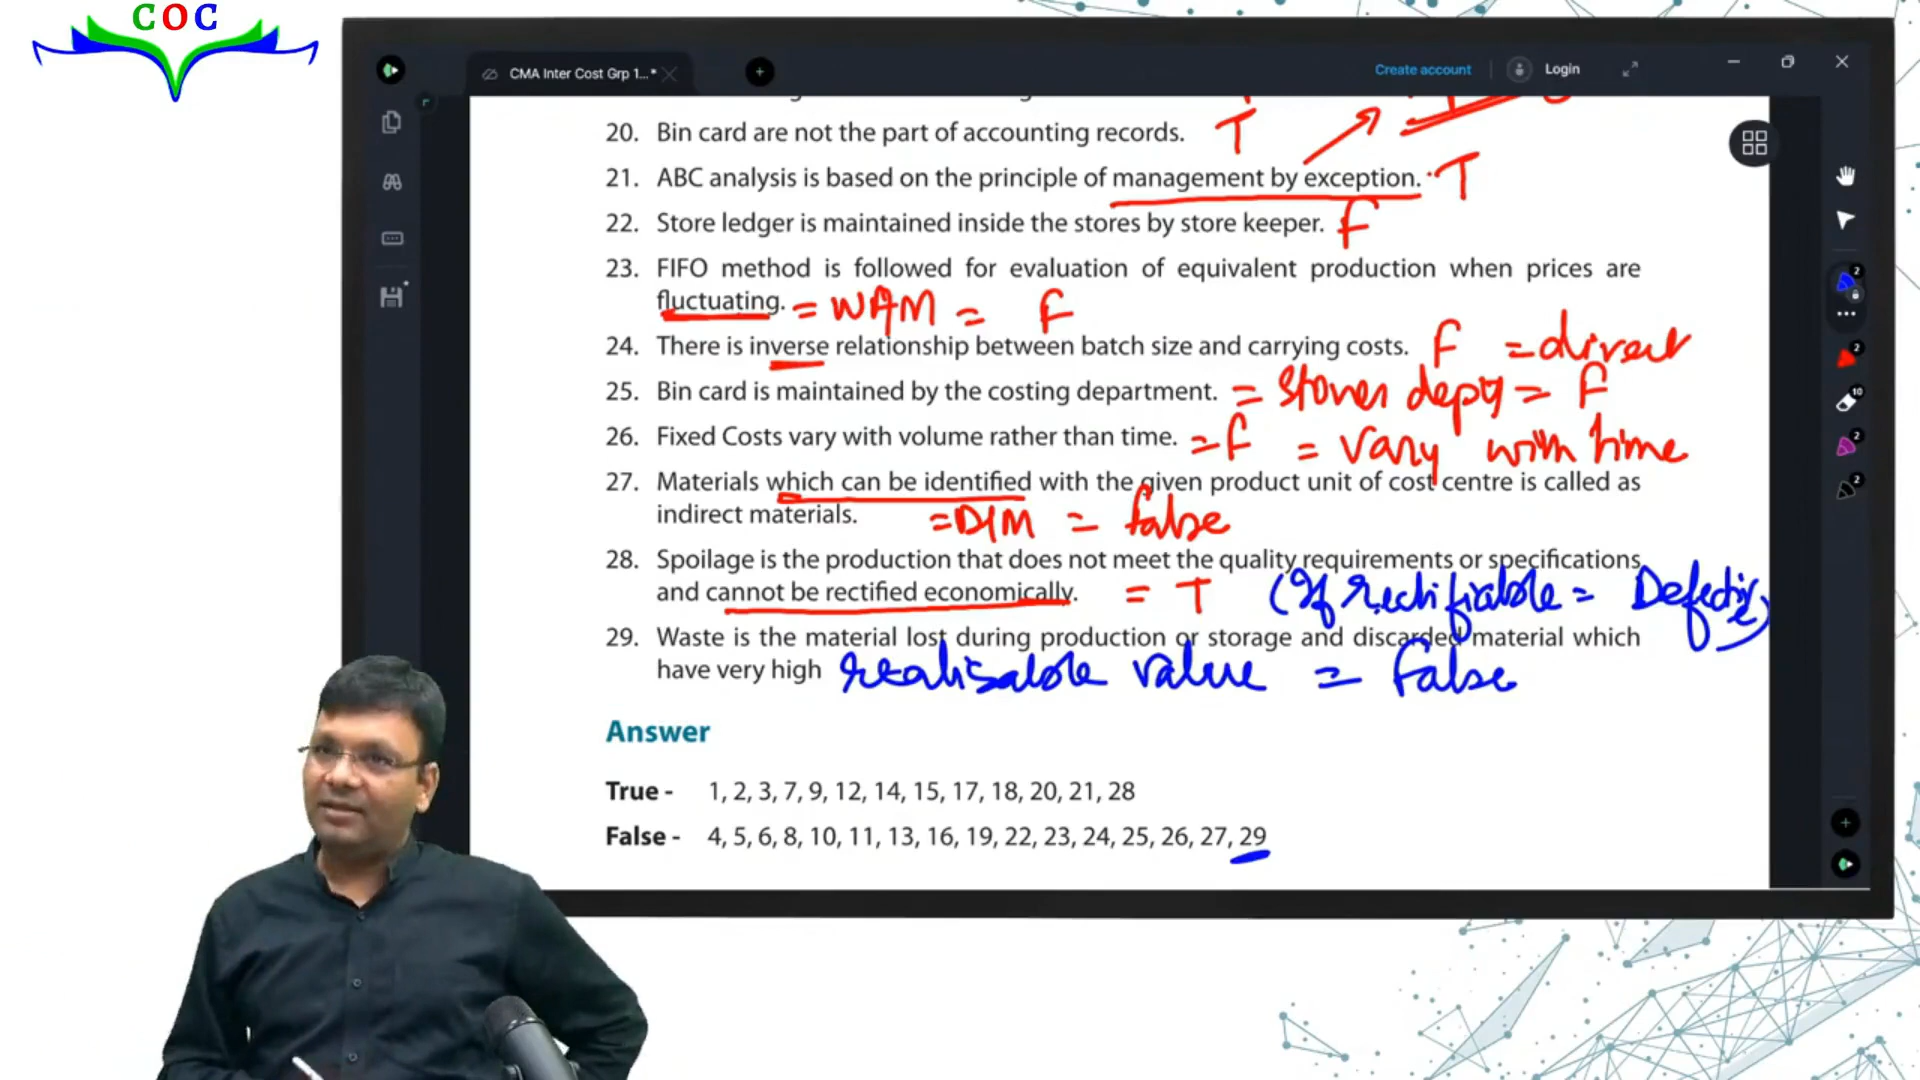 COC
CMA Inter Cost Grp 1...*
Create account
Login
20. Bin card are not the part of accounting records. T
21. ABC analysis is based on the principle of management by exception. T
22. Store ledger is maintained inside the stores by store keeper. F
23. FIFO method is followed for evaluation of equivalent production when prices are
fluctuating. = WAM = F
24. There is inverse relationship between batch size and carrying costs. F = direct
25. Bin card is maintained by the costing department. = stores dept = F
26. Fixed Costs vary with volume rather than time. = F = vary with time
27. Materials which can be identified with the given product unit of cost centre is called as
indirect materials. = DIM = false
28. Spoilage is the production that does not meet the quality requirements or specifications
and cannot be rectified economically. = T (If rectifiable = Defective)
29. Waste is the material lost during production or storage and discarded material which
have very high realisable value = false
Answer
True - 1, 2, 3, 7, 9, 12, 14, 15, 17, 18, 20, 21, 28
False - 4, 5, 6, 8, 10, 11, 13, 16, 19, 22, 23, 24, 25, 26, 27, 29
2
2
10
2
2